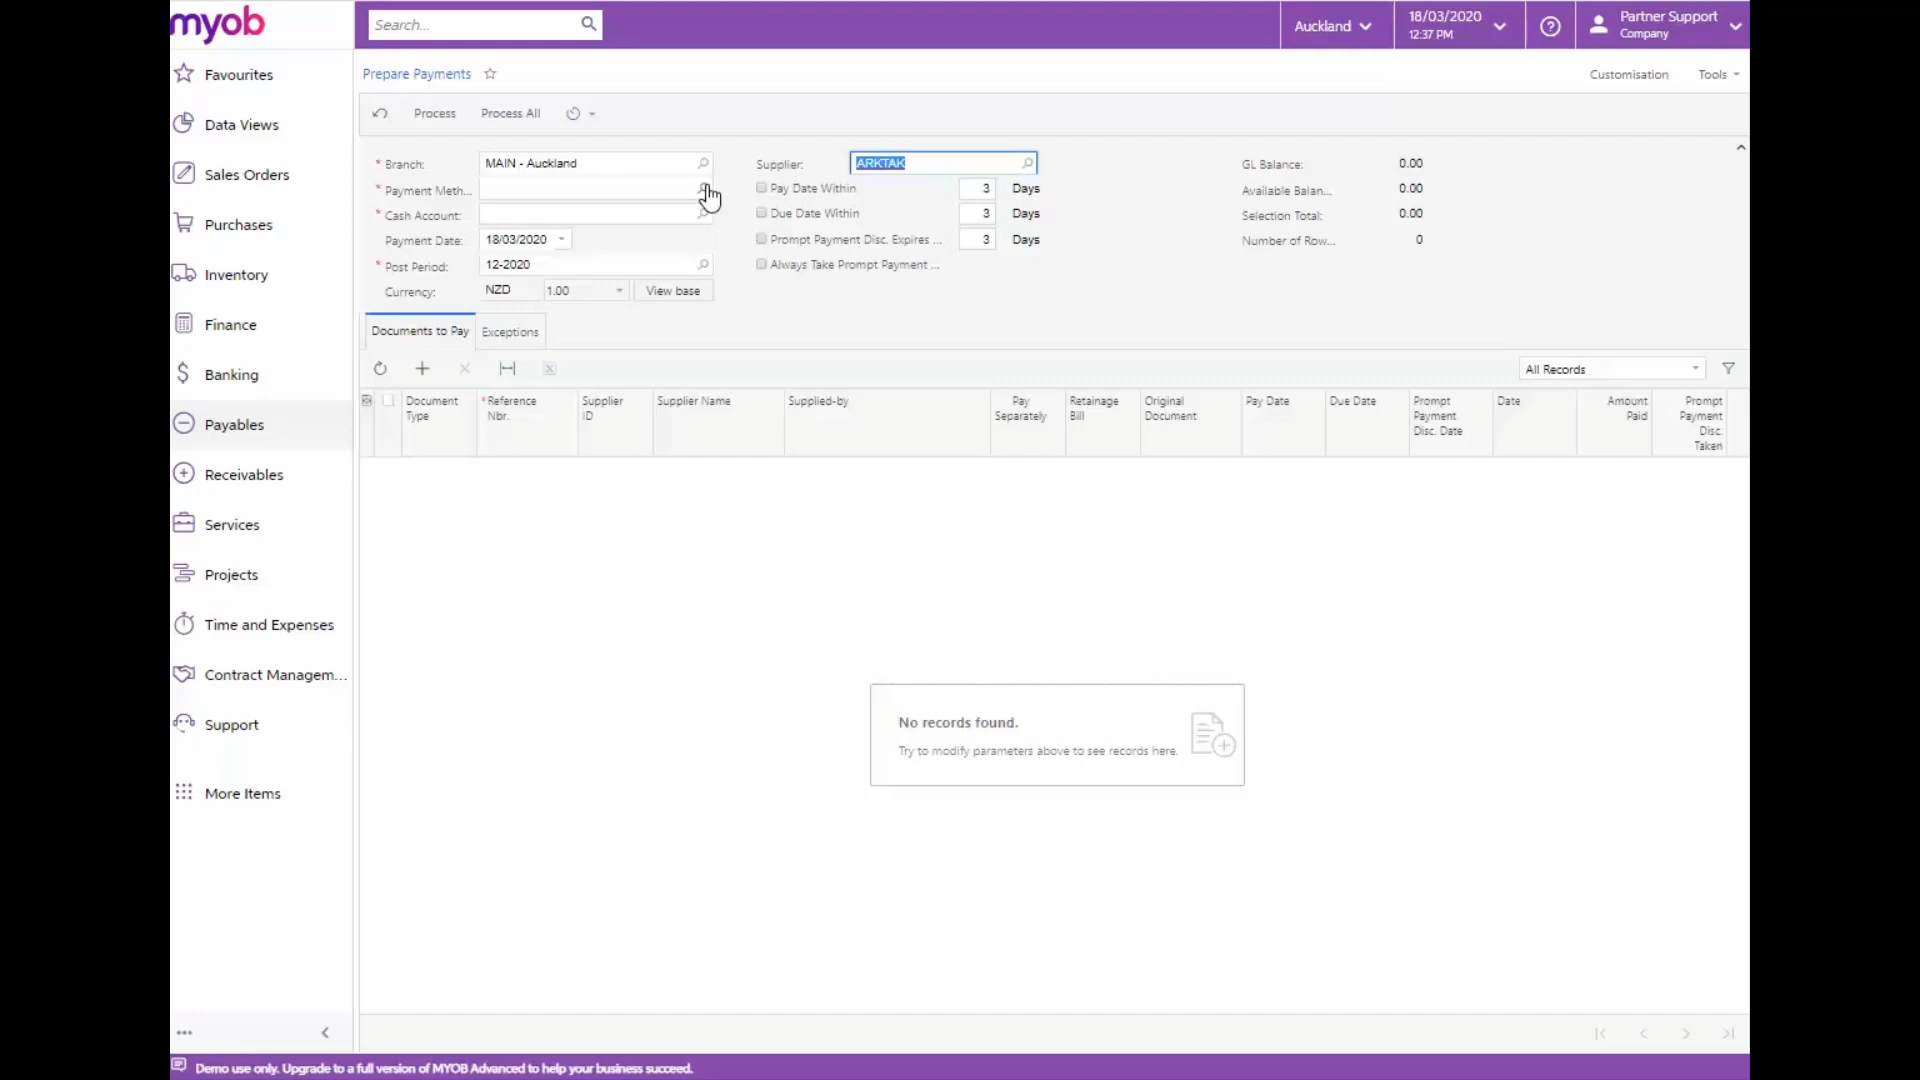 myob
Search...
Auckland
18/03/2020
12:37 PM
Partner Support
Company
Favourites
Data Views
Sales Orders
Purchases
Inventory
Finance
Banking
Payables
Receivables
Services
Projects
Time and Expenses
Contract Managem...
Support
More Items
Prepare Payments
Customisation
Tools
Process
Process All
* Branch:
MAIN - Auckland
* Payment Meth...
* Cash Account:
Payment Date:
18/03/2020
* Post Period:
12-2020
Currency:
NZD
1.00
View base
Supplier:
ARKTAK
Pay Date Within
3
Days
Due Date Within
3
Days
Prompt Payment Disc. Expires ...
3
Days
Always Take Prompt Payment ...
GL Balance:
0.00
Available Balan...
0.00
Selection Total:
0.00
Number of Row...
0
Documents to Pay
Exceptions
All Records
Document
Type
* Reference
Nbr.
Supplier
ID
Supplier Name
Supplied-by
Pay
Separately
Retainage
Bill
Original
Document
Pay Date
Due Date
Prompt
Payment
Disc. Date
Date
Amount
Paid
Prompt
Payment
Disc.
Taken
No records found.
Try to modify parameters above to see records here.
Demo use only. Upgrade to a full version of MYOB Advanced to help your business succeed.